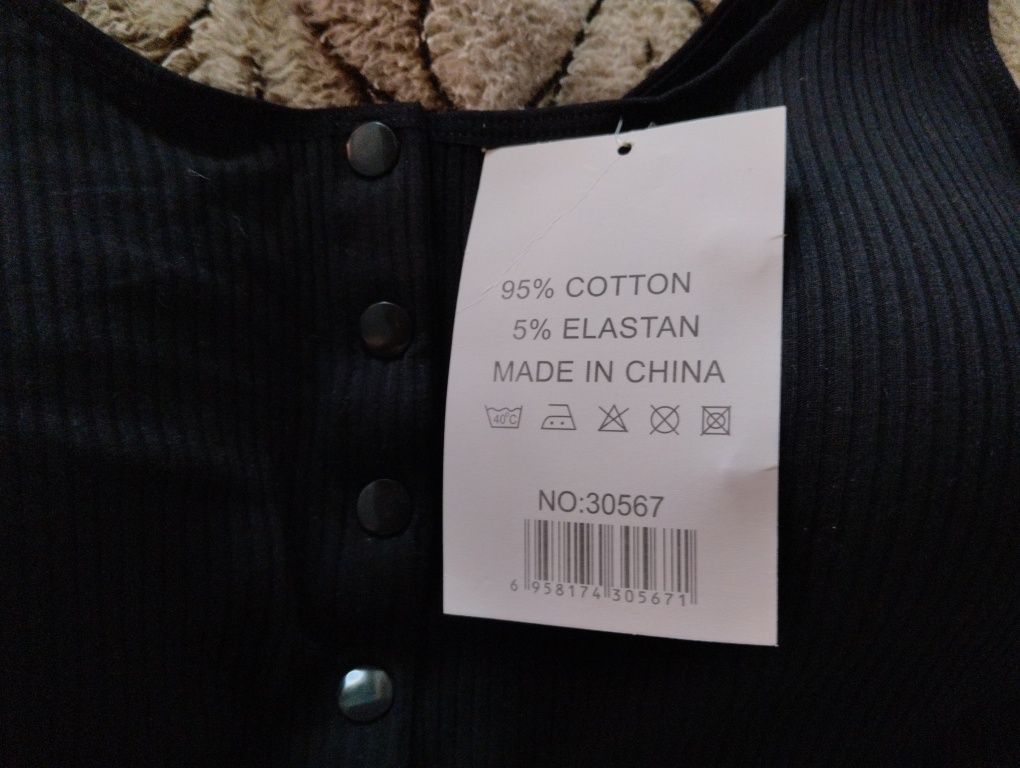 95% COTTON
5% ELASTAN
MADE IN CHINA
40°C
NO:30567
6 958174 305671